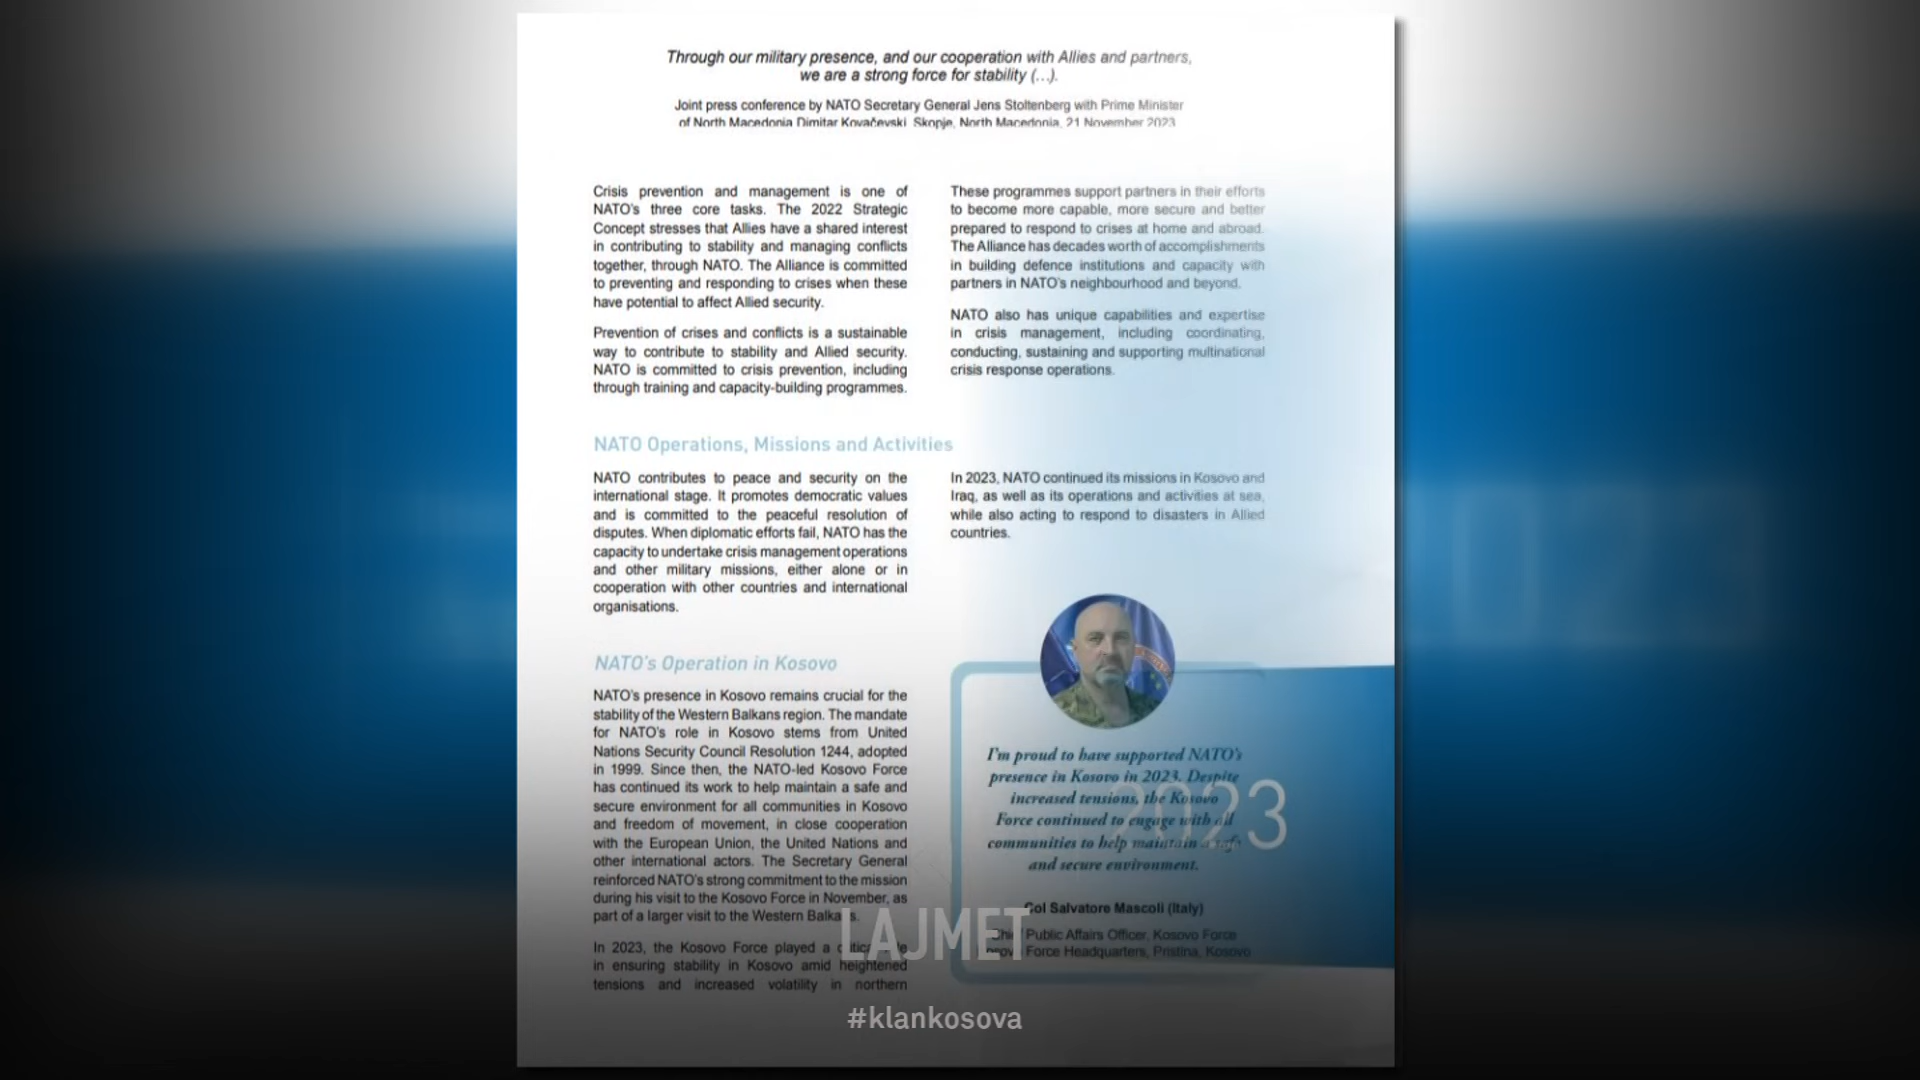 Through our military presence, and our cooperation with Allies and partners,
we are a strong force for stability (…).
Joint press conference by NATO Secretary General Jens Stoltenberg with Prime Minister
of North Macedonia Dimitar Kovačevski, Skopje, North Macedonia, 21 November 2023
Crisis prevention and management is one of
NATO's three core tasks. The 2022 Strategic
Concept stresses that Allies have a shared interest
in contributing to stability and managing conflicts
together, through NATO. The Alliance is committed
to preventing and responding to crises when these
have potential to affect Allied security.
Prevention of crises and conflicts is a sustainable
way to contribute to stability and Allied security.
NATO is committed to crisis prevention, including
through training and capacity-building programmes.
These programmes support partners in their efforts
to become more capable, more secure and better
prepared to respond to crises at home and abroad.
The Alliance has decades worth of accomplishments
in building defence institutions and capacity with
partners in NATO's neighbourhood and beyond.
NATO also has unique capabilities and expertise
in crisis management, including coordinating,
conducting, sustaining and supporting multinational
crisis response operations.
NATO Operations, Missions and Activities
NATO contributes to peace and security on the
international stage. It promotes democratic values
and is committed to the peaceful resolution of
disputes. When diplomatic efforts fail, NATO has the
capacity to undertake crisis management operations
and other military missions, either alone or in
cooperation with other countries and international
organisations.
In 2023, NATO continued its missions in Kosovo and
Iraq, as well as its operations and activities at sea,
while also acting to respond to disasters in Allied
countries.
NATO's Operation in Kosovo
NATO's presence in Kosovo remains crucial for the
stability of the Western Balkans region. The mandate
for NATO's role in Kosovo stems from United
Nations Security Council Resolution 1244, adopted
in 1999. Since then, the NATO-led Kosovo Force
has continued its work to help maintain a safe and
secure environment for all communities in Kosovo
and freedom of movement, in close cooperation
with the European Union, the United Nations and
other international actors. The Secretary General
reinforced NATO's strong commitment to the mission
during his visit to the Kosovo Force in November, as
part of a larger visit to the Western Balkans.
In 2023, the Kosovo Force played a critical role
in ensuring stability in Kosovo amid heightened
tensions and increased volatility in northern
I'm proud to have supported NATO's
presence in Kosovo in 2023. Despite
increased tensions, the Kosovo
Force continued to engage with all
communities to help maintain a safe
and secure environment.
2023
Col Salvatore Mascoli (Italy)
Chief Public Affairs Officer, Kosovo Force
Force Headquarters, Pristina, Kosovo
LAJMET
#klankosova